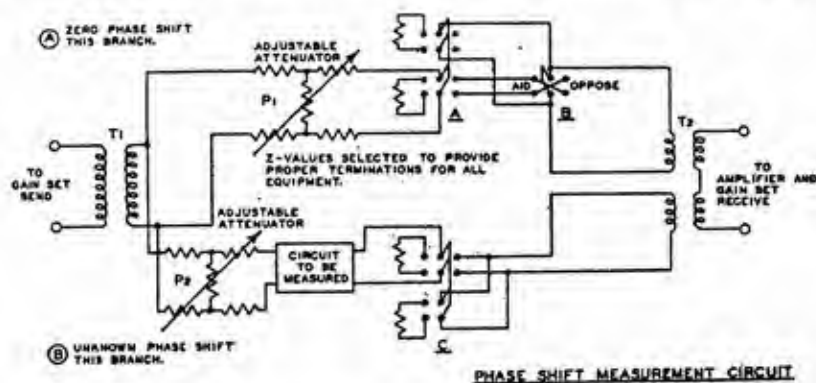 A ZERO PHASE SHIFT
THIS BRANCH.
ADJUSTABLE
ATTENUATOR
P1
A
AID
OPPOSE
B
T1
T2
TO
GAIN SET
SEND
Z-VALUES SELECTED TO PROVIDE
PROPER TERMINATIONS FOR ALL
EQUIPMENT.
TO
AMPLIFIER AND
GAIN SET
RECEIVE
ADJUSTABLE
ATTENUATOR
P2
CIRCUIT
TO BE
MEASURED
C
B UNKNOWN PHASE SHIFT
THIS BRANCH.
PHASE SHIFT MEASUREMENT CIRCUIT